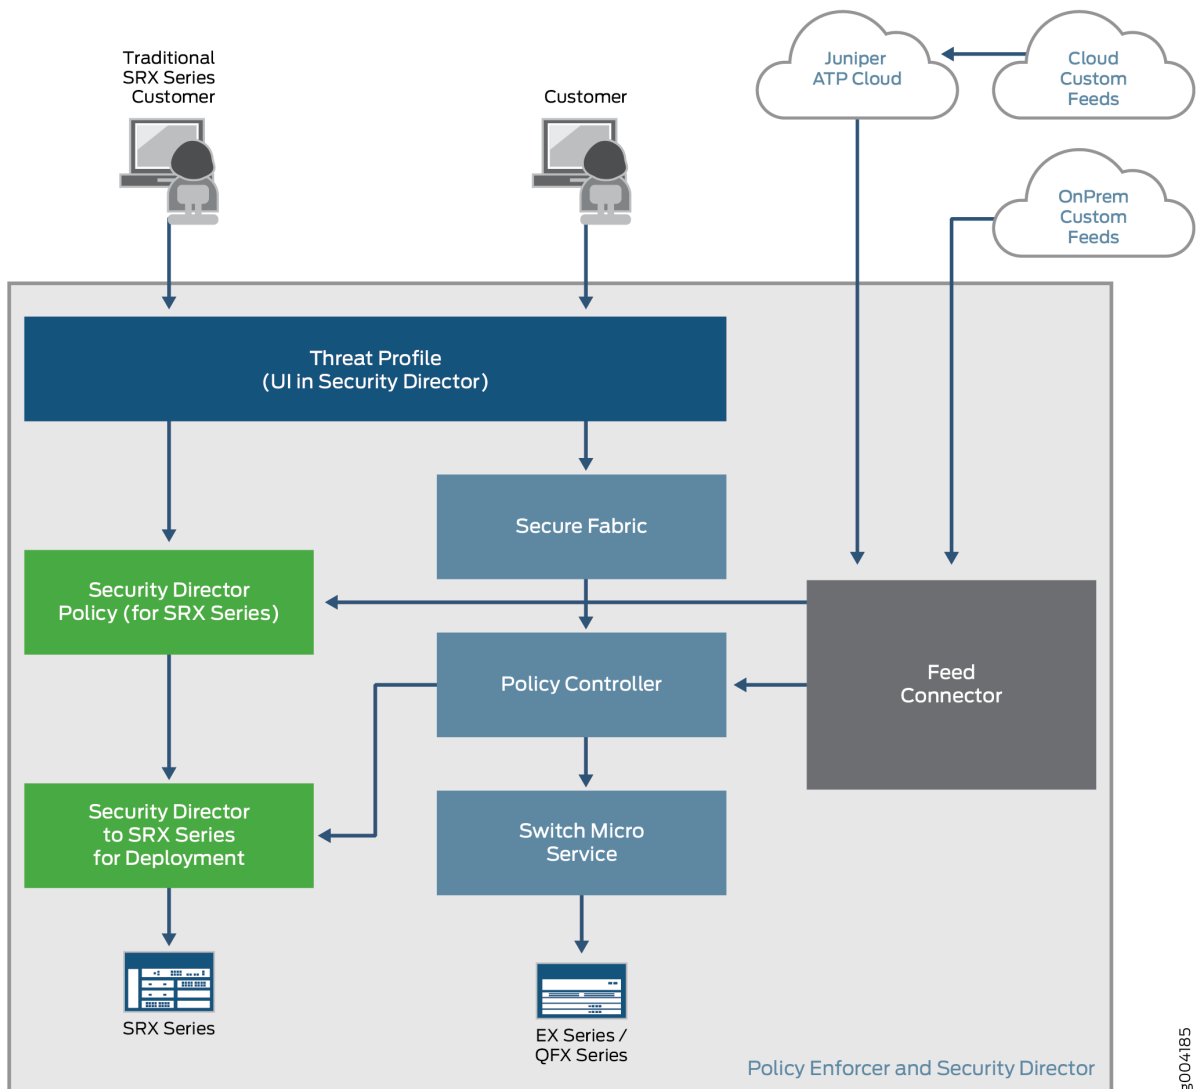 Traditional
SRX Series
Customer
Customer
Juniper
ATP Cloud
Cloud
Custom
Feeds
OnPrem
Custom
Feeds
Threat Profile
(UI in Security Director)
Secure Fabric
Security Director
Policy (for SRX Series)
Policy Controller
Feed
Connector
Security Director
to SRX Series
for Deployment
Switch Micro
Service
SRX Series
EX Series /
QFX Series
Policy Enforcer and Security Director
g004185